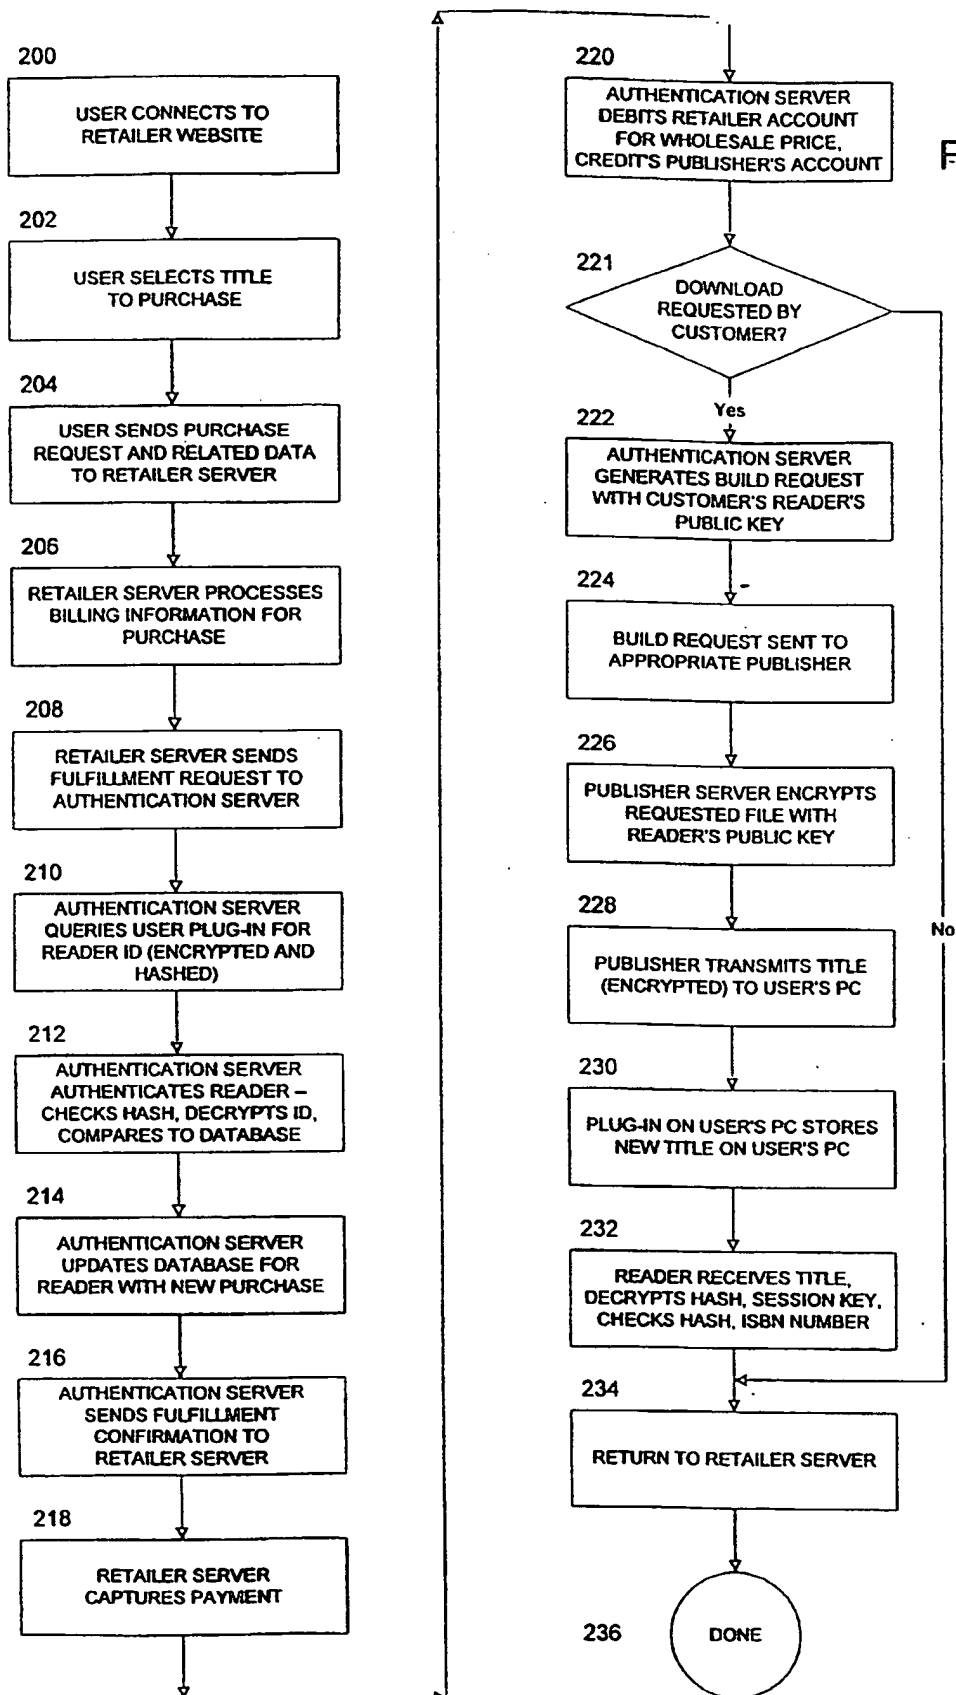 200
USER CONNECTS TO
RETAILER WEBSITE
202
USER SELECTS TITLE
TO PURCHASE
204
USER SENDS PURCHASE
REQUEST AND RELATED DATA
TO RETAILER SERVER
206
RETAILER SERVER PROCESSES
BILLING INFORMATION FOR
PURCHASE
208
RETAILER SERVER SENDS
FULFILLMENT REQUEST TO
AUTHENTICATION SERVER
210
AUTHENTICATION SERVER
QUERIES USER PLUG-IN FOR
READER ID (ENCRYPTED AND
HASHED)
212
AUTHENTICATION SERVER
AUTHENTICATES READER –
CHECKS HASH, DECRYPTS ID,
COMPARES TO DATABASE
214
AUTHENTICATION SERVER
UPDATES DATABASE FOR
READER WITH NEW PURCHASE
216
AUTHENTICATION SERVER
SENDS FULFILLMENT
CONFIRMATION TO
RETAILER SERVER
218
RETAILER SERVER
CAPTURES PAYMENT
220
AUTHENTICATION SERVER
DEBITS RETAILER ACCOUNT
FOR WHOLESALE PRICE,
CREDIT'S PUBLISHER'S ACCOUNT
F
221
DOWNLOAD
REQUESTED BY
CUSTOMER?
Yes
222
AUTHENTICATION SERVER
GENERATES BUILD REQUEST
WITH CUSTOMER'S READER'S
PUBLIC KEY
224
BUILD REQUEST SENT TO
APPROPRIATE PUBLISHER
226
PUBLISHER SERVER ENCRYPTS
REQUESTED FILE WITH
READER'S PUBLIC KEY
228
No
PUBLISHER TRANSMITS TITLE
(ENCRYPTED) TO USER'S PC
230
PLUG-IN ON USER'S PC STORES
NEW TITLE ON USER'S PC
232
READER RECEIVES TITLE,
DECRYPTS HASH, SESSION KEY,
CHECKS HASH, ISBN NUMBER
234
RETURN TO RETAILER SERVER
236
DONE